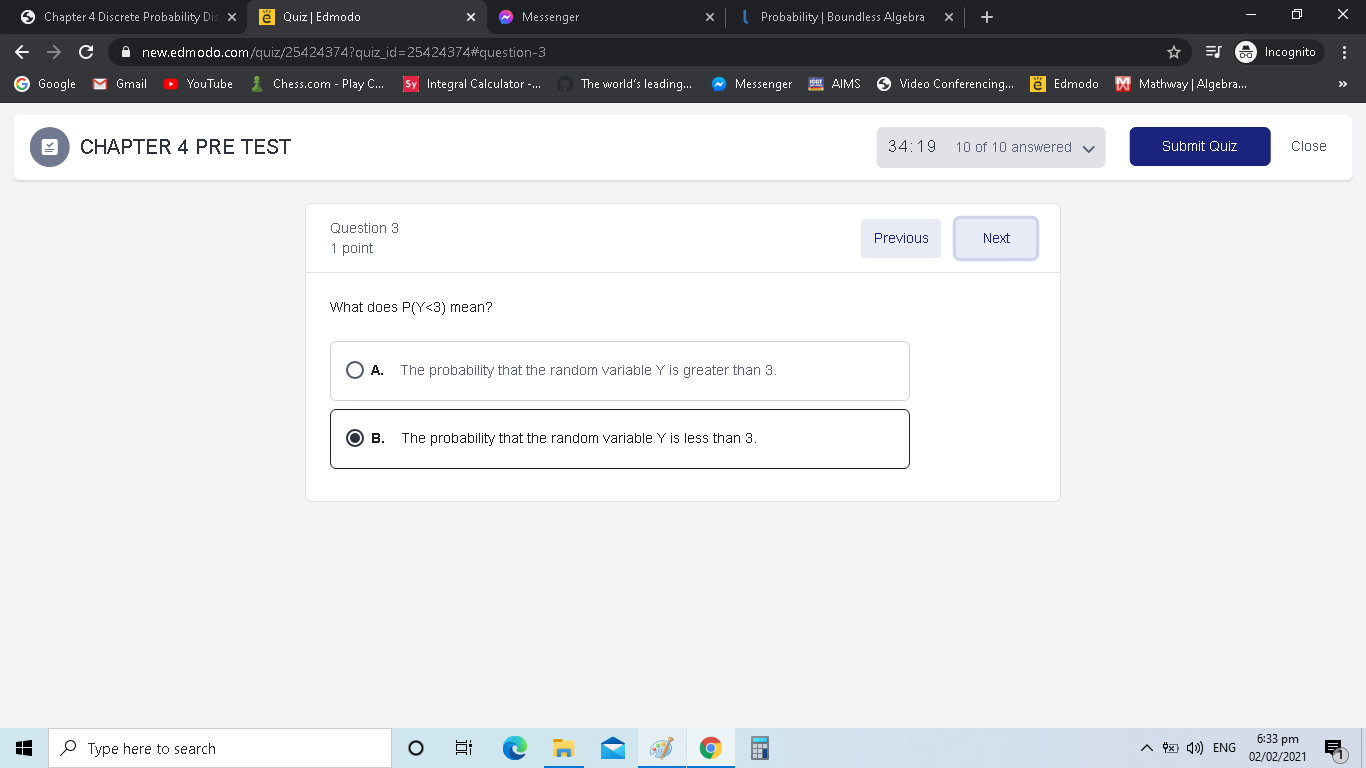 Chapter 4 Discrete Probability Dis
Quiz | Edmodo
Messenger
Probability | Boundless Algebra
new.edmodo.com/quiz/25424374?quiz_id=25424374#question-3
Incognito
Google
Gmail
YouTube
Chess.com - Play C...
Sy
Integral Calculator -...
The world's leading...
Messenger
AIMS
Video Conferencing...
Edmodo
Mathway | Algebra...
»
CHAPTER 4 PRE TEST
34:19 10 of 10 answered
Submit Quiz
Close
Question 3
1 point
Previous
Next
What does P(Y<3) mean?
A. The probability that the random variable Y is greater than 3.
B. The probability that the random variable Y is less than 3.
Type here to search
ENG
6:33 pm
02/02/2021
1